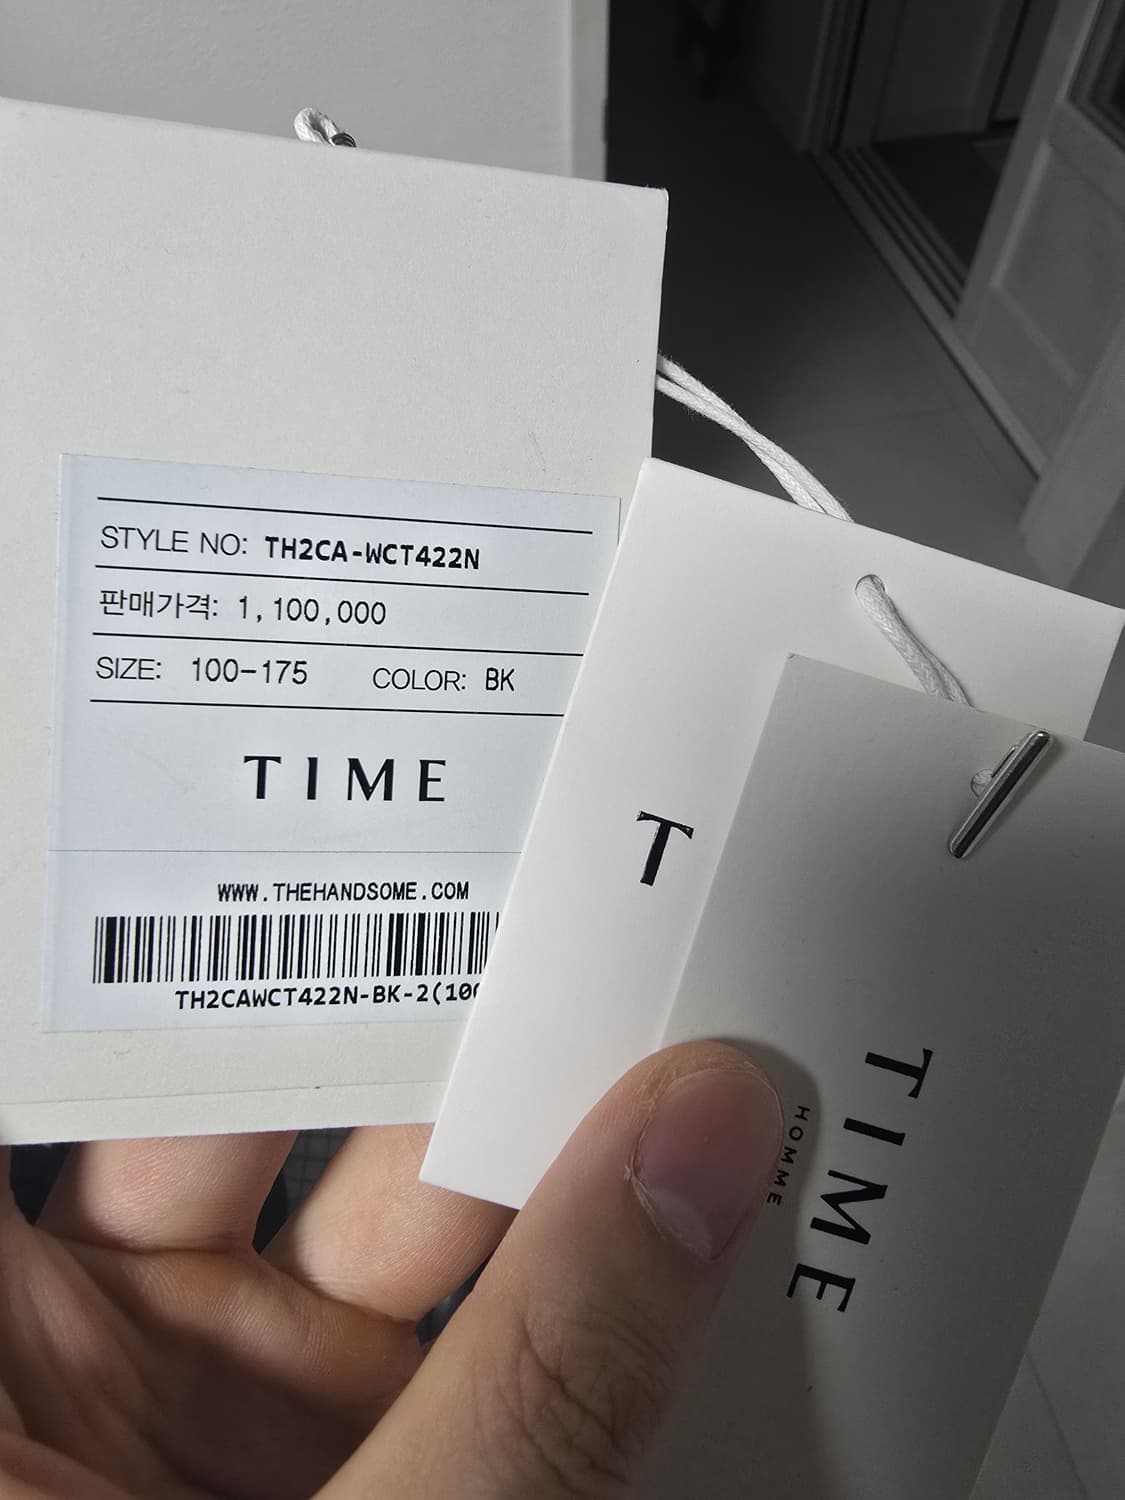 STYLE NO: TH2CA-WCT422N
판매가격: 1,100,000
SIZE: 100-175 COLOR: BK
TIME
WWW.THEHANDSOME.COM
TH2CAWCT422N-BK-2(100
T
TIME
HOMME